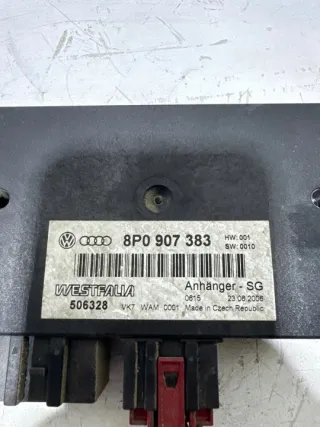 8P0 907 383
HW: 001
SW: 0010
WESTFALIA
Anhänger - SG
506328
VK7 WAM 0001
0615 23.06.2006
Made in Czech Republic